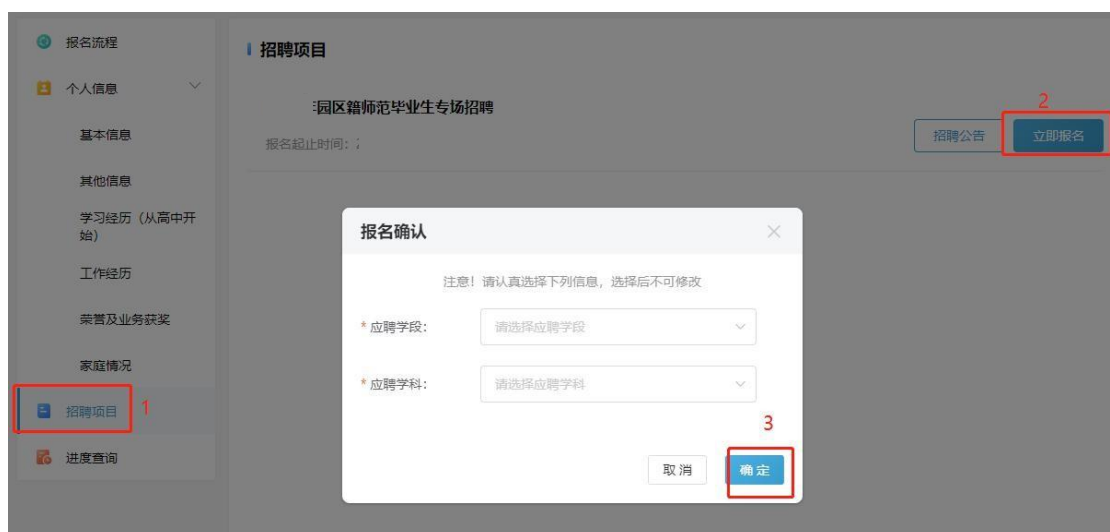 报名流程
个人信息
基本信息
其他信息
学习经历（从高中开
始）
工作经历
荣誉及业务获奖
家庭情况
招聘项目
1
进度查询
招聘项目
园区籍师范毕业生专场招聘
报名起止时间：
招聘公告
2
立即报名
报名确认
注意！请认真选择下列信息，选择后不可修改
* 应聘学段：
请选择应聘学段
* 应聘学科：
请选择应聘学科
3
取消
确定